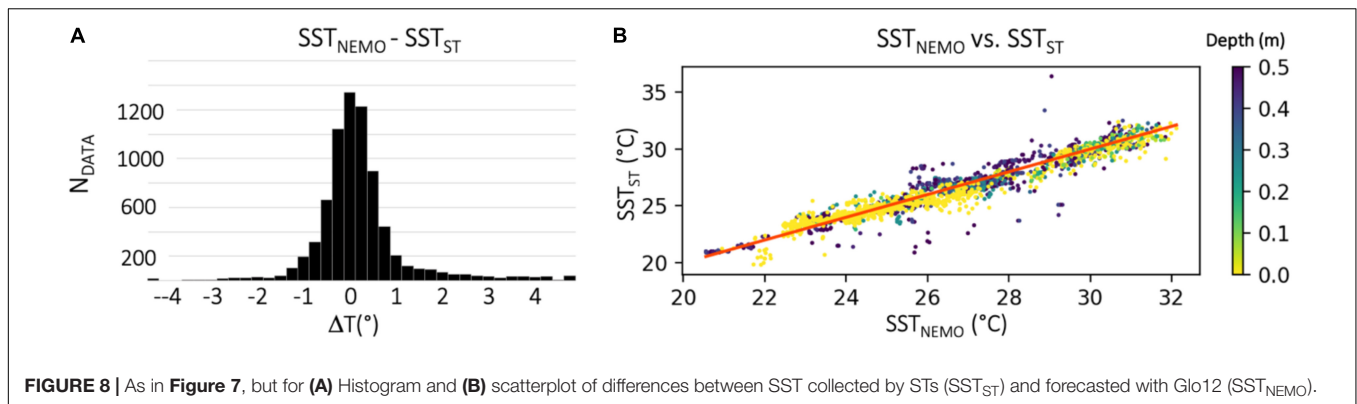 A
SST_NEMO - SST_ST
N_DATA
1200
1000
600
200
--4 -3 -2 -1 0 1 2 3 4
ΔT(°)
B
SST_NEMO vs. SST_ST
Depth (m)
SST_ST (°C)
35
30
25
20
20 22 24 26 28 30 32
SST_NEMO (°C)
0.5
0.4
0.3
0.2
0.1
0.0
FIGURE 8 | As in Figure 7, but for (A) Histogram and (B) scatterplot of differences between SST collected by STs (SST_ST) and forecasted with Glo12 (SST_NEMO).